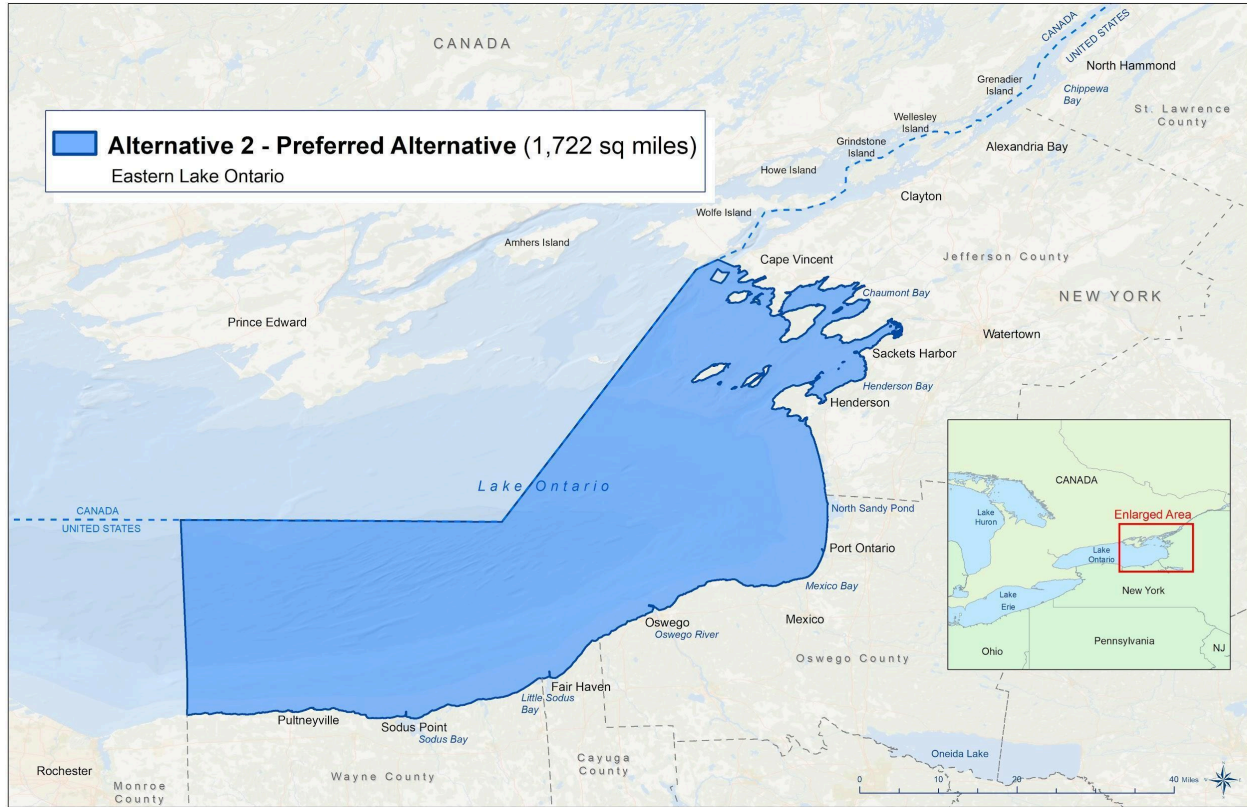 CANADA
CANADA
UNITED STATES
North Hammond
Grenadier
Island
Chippewa
Bay
St. Lawrence
County
Wellesley
Island
Grindstone
Island
Alexandria Bay
Alternative 2 - Preferred Alternative (1,722 sq miles)
Eastern Lake Ontario
Howe Island
Clayton
Wolfe Island
Amhers Island
Cape Vincent
Jefferson County
Chaumont Bay
NEW YORK
Prince Edward
Watertown
Sackets Harbor
Henderson Bay
Henderson
Lake Ontario
CANADA
UNITED STATES
North Sandy Pond
Port Ontario
Mexico Bay
Oswego
Oswego River
Mexico
Oswego County
Fair Haven
Little Sodus
Bay
Pultneyville
Sodus Point
Sodus Bay
Rochester
Monroe
County
Wayne County
Cayuga
County
Oneida Lake
CANADA
Lake
Huron
Enlarged Area
Lake
Ontario
New York
Lake
Erie
Pennsylvania
Ohio
NJ
0 10 20 40 Miles